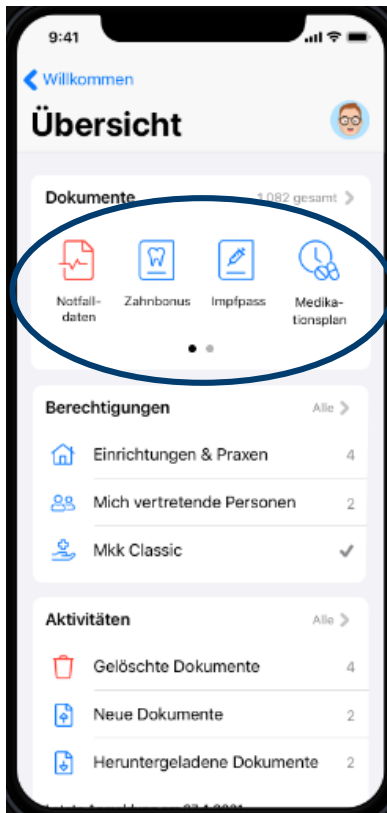 9:41
Willkommen
Übersicht
Dokumente 1.082 gesamt
Notfall-
daten
Zahnbonus
Impfpass
Medika-
tionsplan
Berechtigungen Alle
Einrichtungen & Praxen 4
Mich vertretende Personen 2
Mkk Classic
Aktivitäten Alle
Gelöschte Dokumente 4
Neue Dokumente 2
Heruntergeladene Dokumente 2